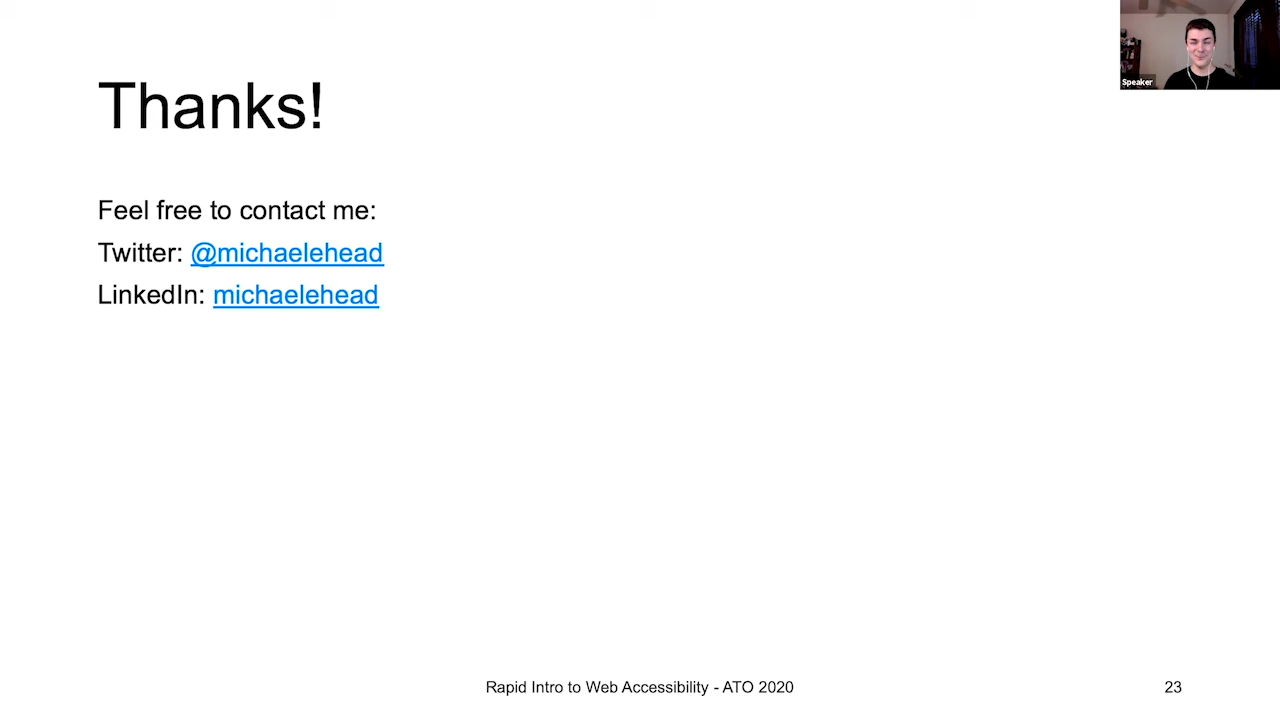 Speaker
Thanks!
Feel free to contact me:
Twitter: @michaelehead
LinkedIn: michaelehead
Rapid Intro to Web Accessibility - ATO 2020
23